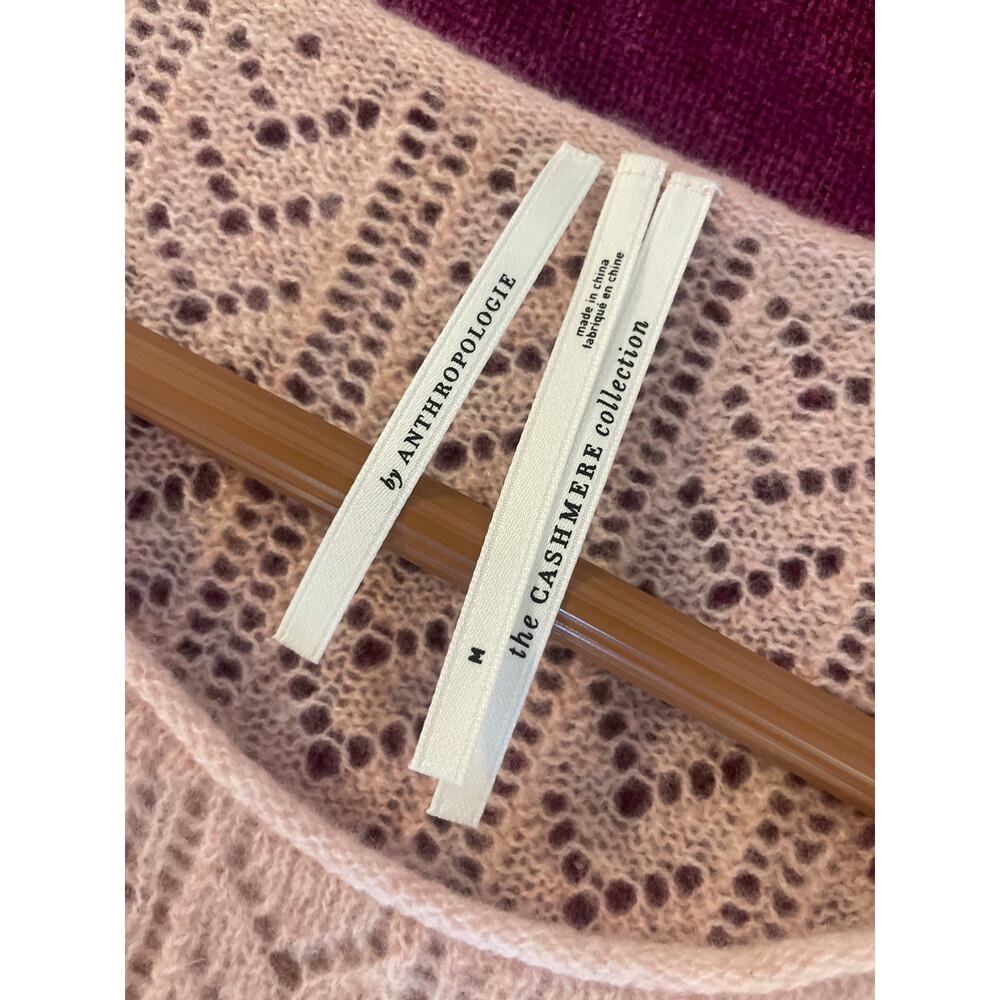 by ANTHROPOLOGIE
made in china
fabriqué en chine
M
the CASHMERE collection